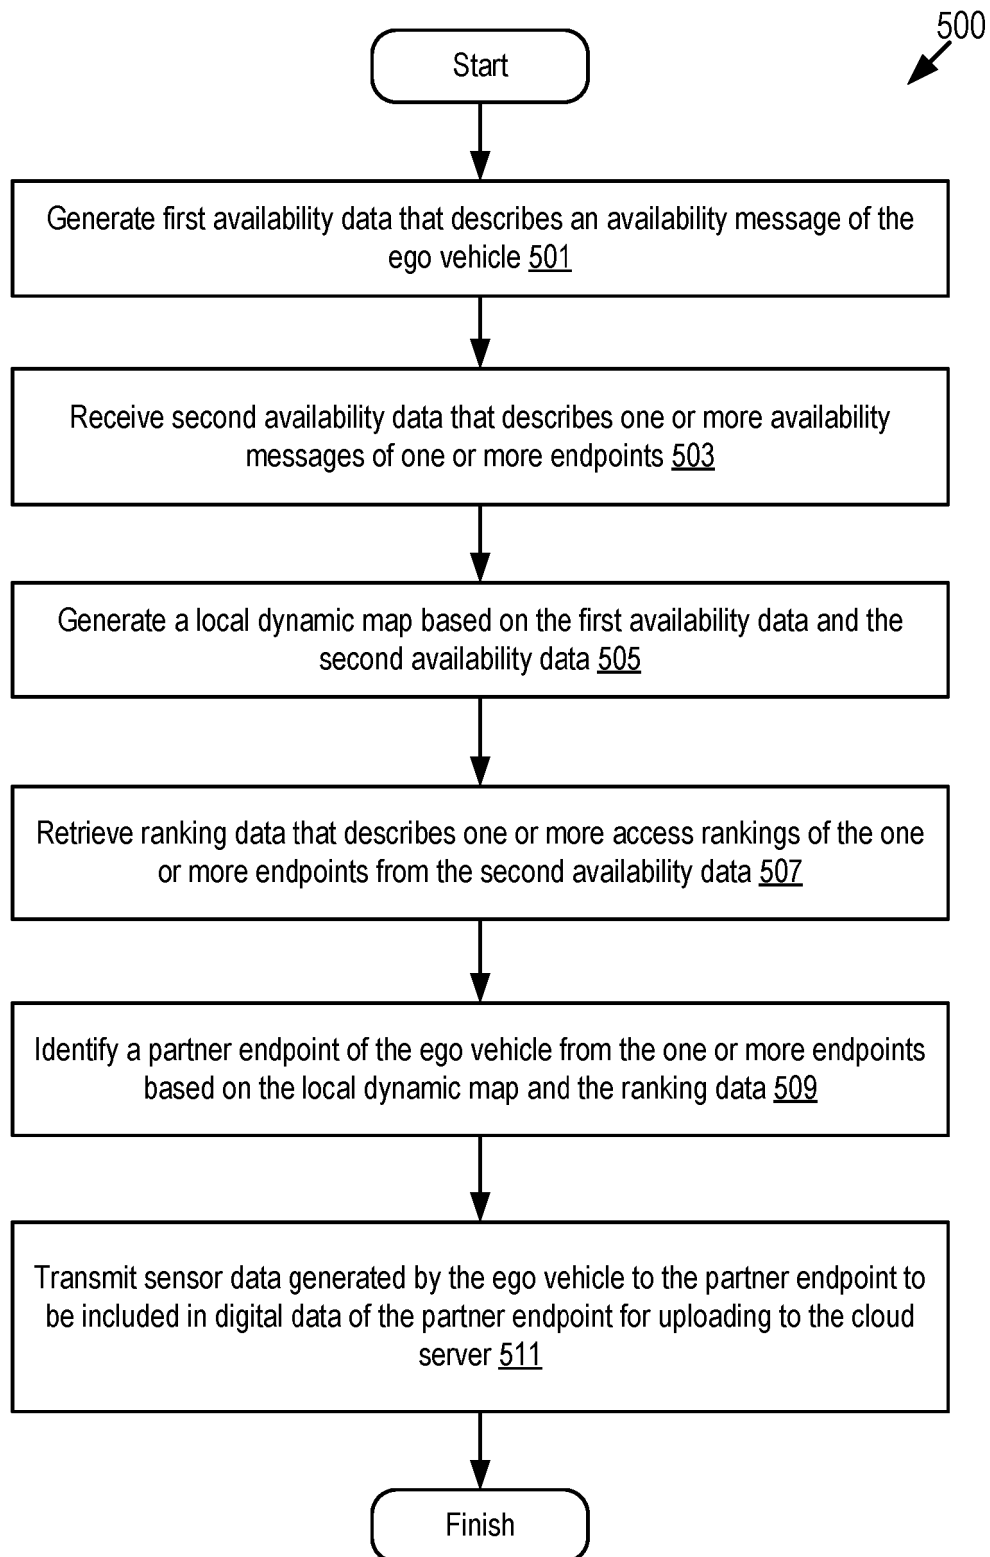 500
Start
Generate first availability data that describes an availability message of the
ego vehicle 501
Receive second availability data that describes one or more availability
messages of one or more endpoints 503
Generate a local dynamic map based on the first availability data and the
second availability data 505
Retrieve ranking data that describes one or more access rankings of the one
or more endpoints from the second availability data 507
Identify a partner endpoint of the ego vehicle from the one or more endpoints
based on the local dynamic map and the ranking data 509
Transmit sensor data generated by the ego vehicle to the partner endpoint to
be included in digital data of the partner endpoint for uploading to the cloud
server 511
Finish